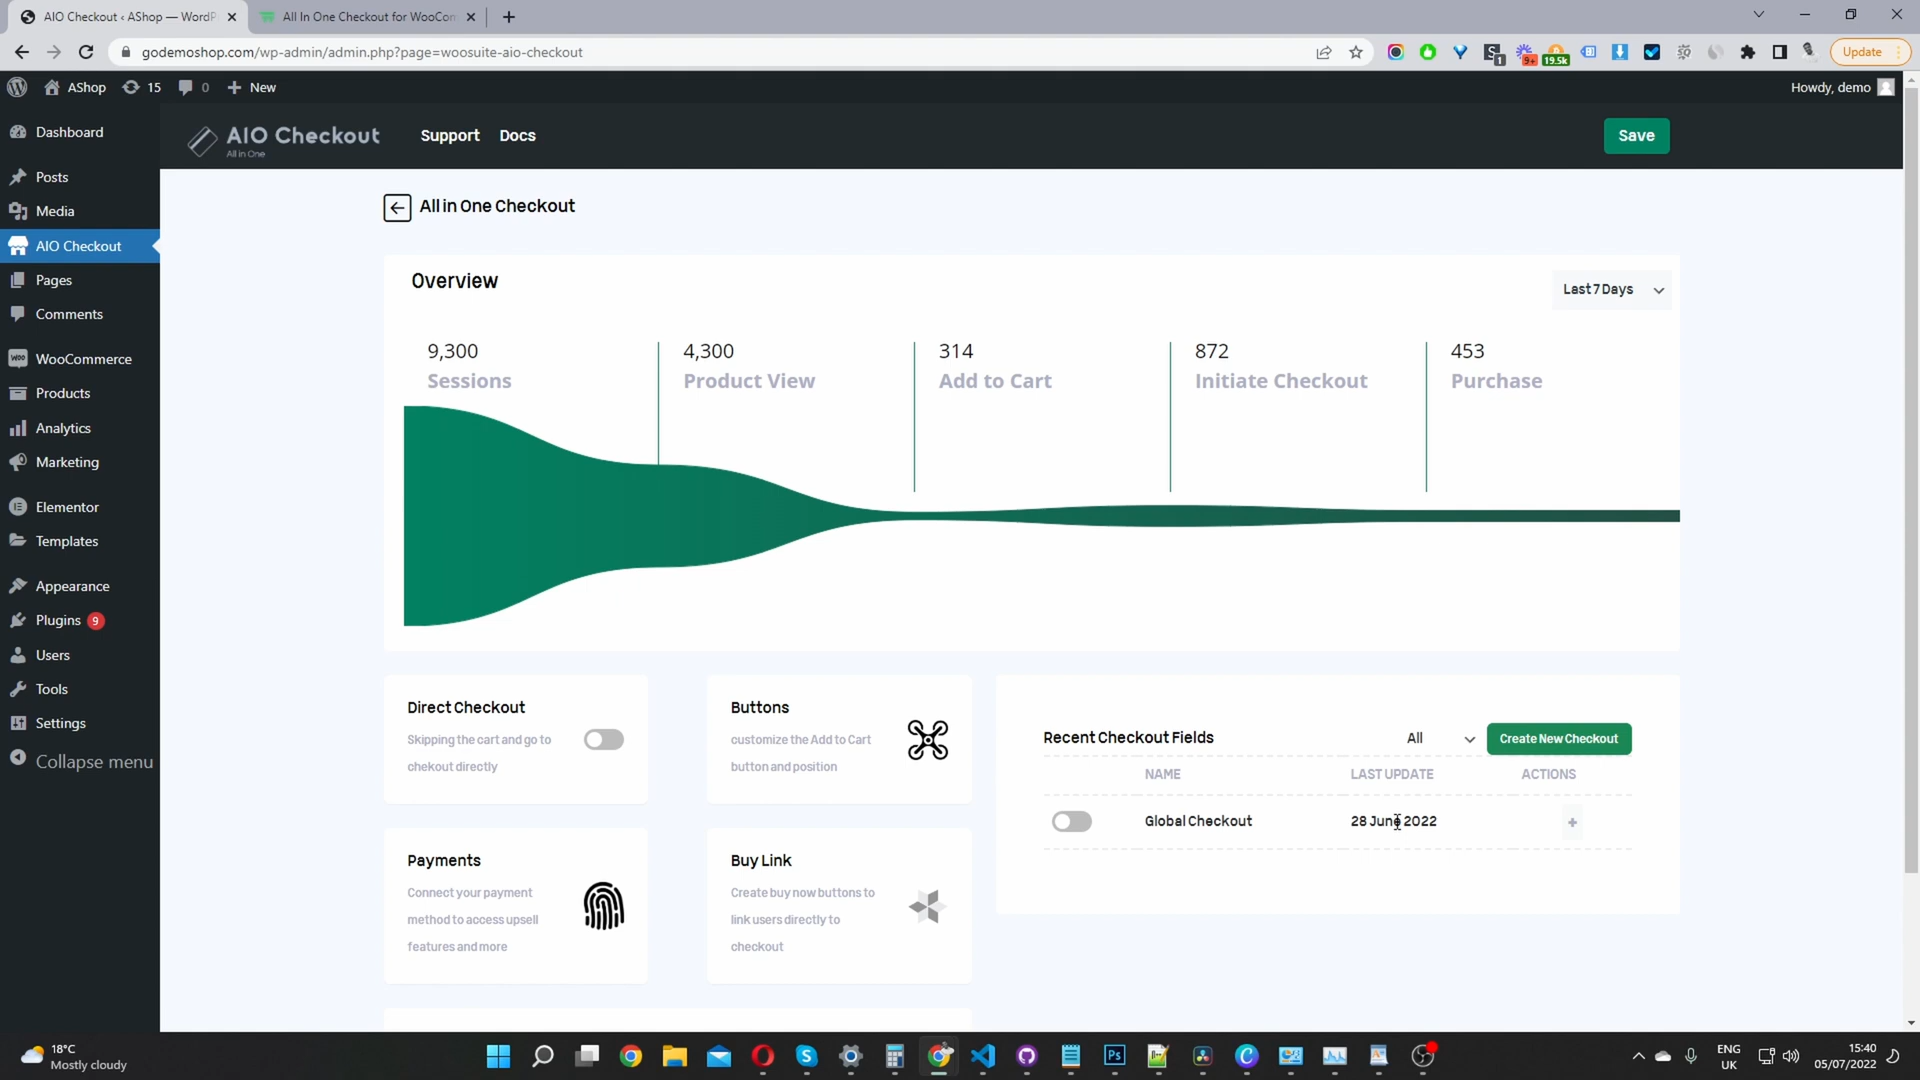 AIO Checkout ‹ AShop — WordP
All In One Checkout for WooCom
godemoshop.com/wp-admin/admin.php?page=woosuite-aio-checkout
1
9+
19.5k
Update
AShop
15
0
New
Howdy, demo
Dashboard
Posts
Media
AIO Checkout
Pages
Comments
WooCommerce
Products
Analytics
Marketing
Elementor
Templates
Appearance
Plugins 9
Users
Tools
Settings
Collapse menu
AIO Checkout
All in One
Support
Docs
Save
All in One Checkout
Overview
Last 7 Days
9,300
Sessions
4,300
Product View
314
Add to Cart
872
Initiate Checkout
453
Purchase
Direct Checkout
Skipping the cart and go to
chekout directly
Buttons
customize the Add to Cart
button and position
Payments
Connect your payment
method to access upsell
features and more
Buy Link
Create buy now buttons to
link users directly to
checkout
Recent Checkout Fields
All
Create New Checkout
NAME
LAST UPDATE
ACTIONS
Global Checkout
28 June 2022
+
18°C
Mostly cloudy
Ps
ENG
UK
15:40
05/07/2022